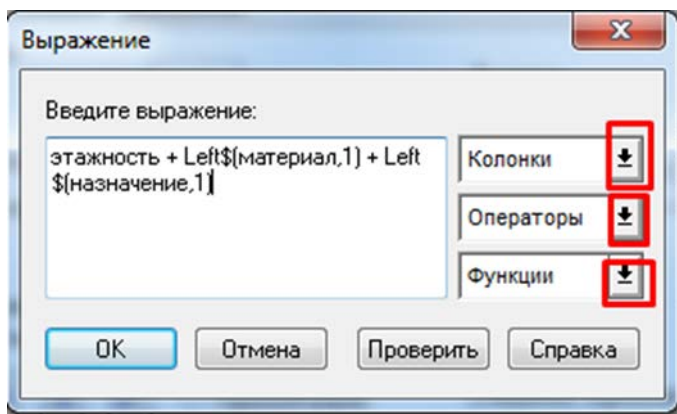 Выражение
Введите выражение:
этажность + Left$(материал,1) + Left
$(назначение,1)
Колонки
Операторы
Функции
OK
Отмена
Проверить
Справка